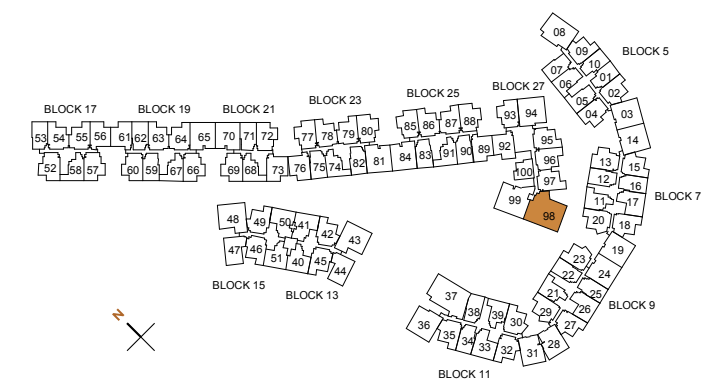 08
BLOCK 5
09
10
07
01
06
02
05
04
03
14
BLOCK 25
BLOCK 27
BLOCK 23
BLOCK 17
BLOCK 19
BLOCK 21
53 54 55 56 61 62 63 64 65 70 71 72
77 78 79 80
85 86 87 88
93 94
52 58 57 60 59 67 66 69 68 73 76 75 74 82 81 84 83 91 90 89 92
95
96
97
100
99
98
13 15
12 16
11 17
20 18
BLOCK 7
19
23
22 24
21 25
26
29 27
28
BLOCK 9
48 49 50 41 42 43
47 46 51 40 45 44
BLOCK 15
BLOCK 13
37
38 39 30
36 35 34 33 32 31
BLOCK 11
N